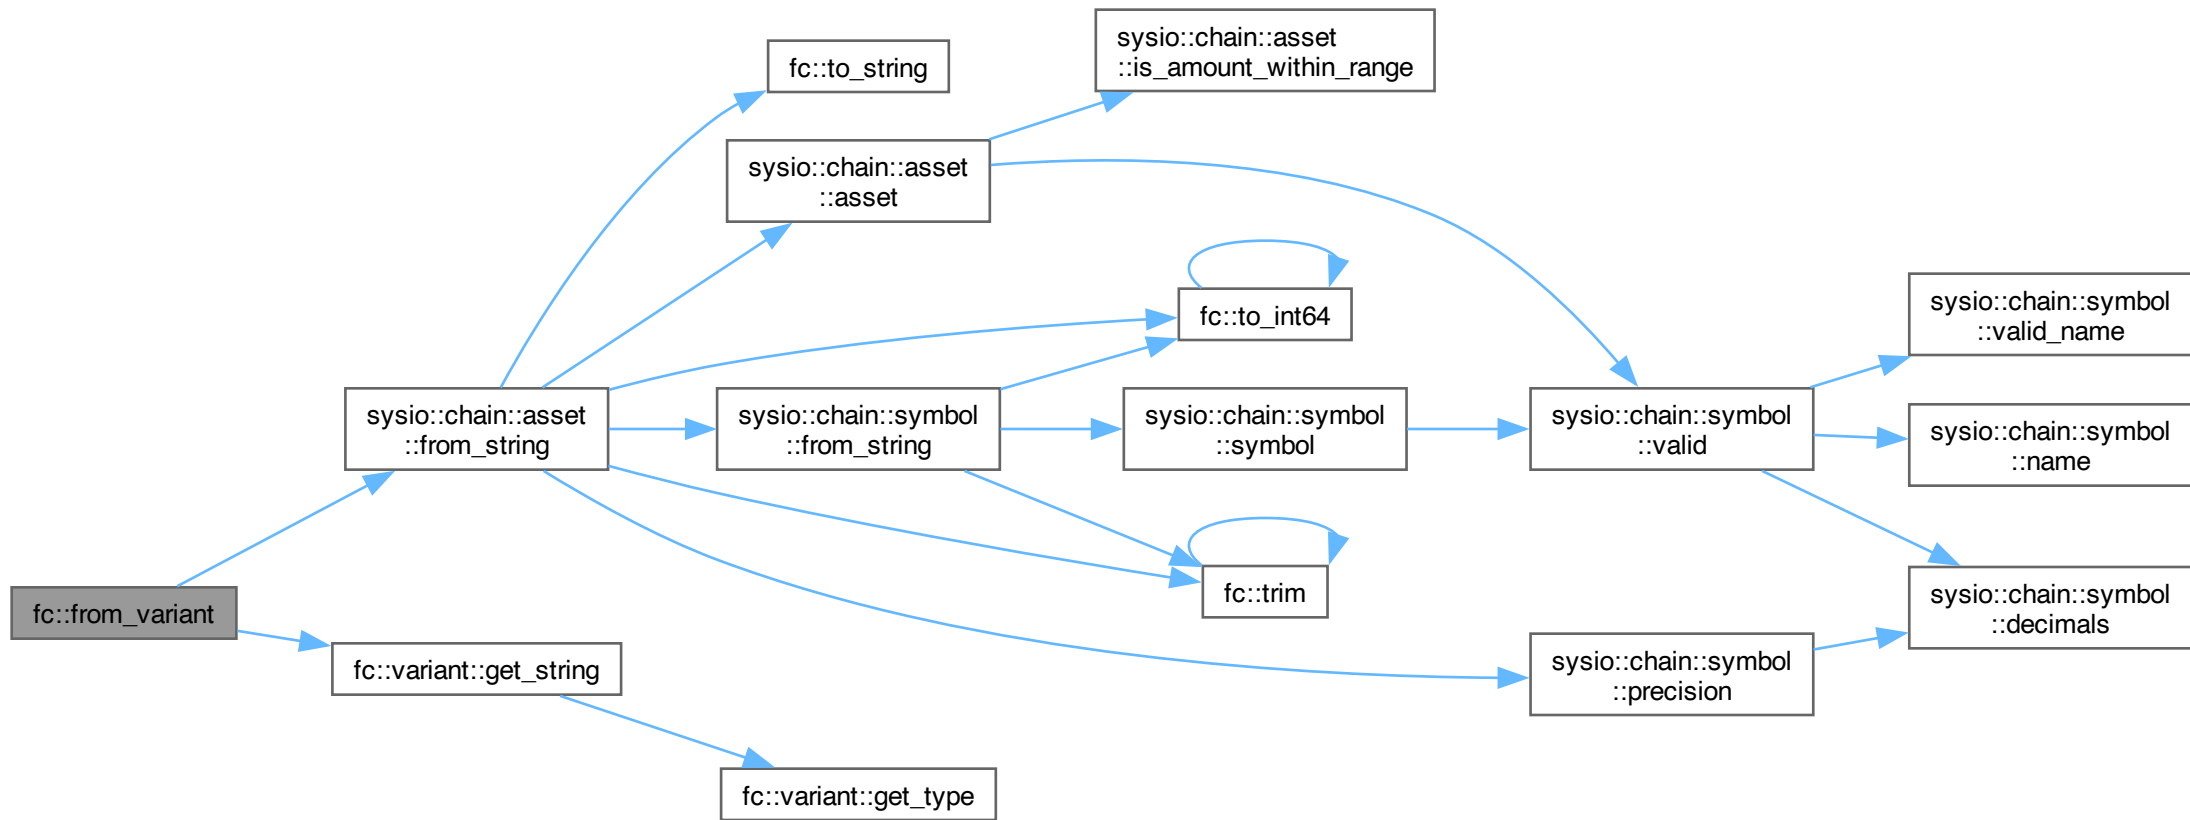 sysio::chain::asset
::is_amount_within_range
fc::to_string
sysio::chain::asset
::asset
fc::to_int64
sysio::chain::symbol
::valid_name
sysio::chain::asset
::from_string
sysio::chain::symbol
::from_string
sysio::chain::symbol
::symbol
sysio::chain::symbol
::valid
sysio::chain::symbol
::name
fc::from_variant
fc::trim
sysio::chain::symbol
::decimals
fc::variant::get_string
sysio::chain::symbol
::precision
fc::variant::get_type